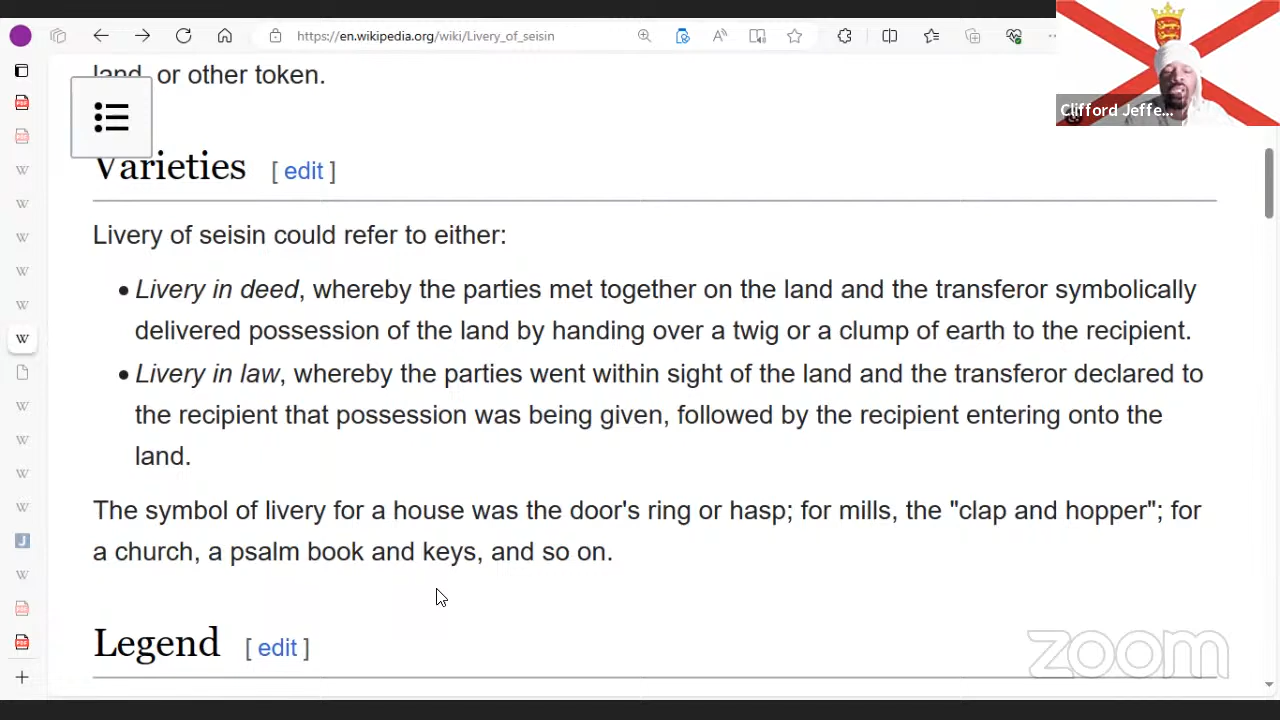 https://en.wikipedia.org/wiki/Livery_of_seisin
Clifford Jeffe...
land, or other token.
Varieties [ edit ]
Livery of seisin could refer to either:
• Livery in deed, whereby the parties met together on the land and the transferor symbolically
delivered possession of the land by handing over a twig or a clump of earth to the recipient.
• Livery in law, whereby the parties went within sight of the land and the transferor declared to
the recipient that possession was being given, followed by the recipient entering onto the
land.
The symbol of livery for a house was the door's ring or hasp; for mills, the "clap and hopper"; for
a church, a psalm book and keys, and so on.
Legend [ edit ]
zoom